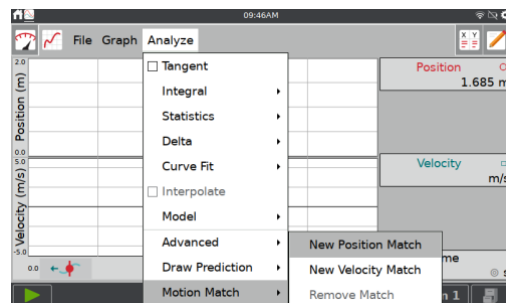 09:46AM
File Graph Analyze
X Y
Tangent
Integral
Statistics
Delta
Curve Fit
Interpolate
Model
Advanced
Draw Prediction
Motion Match
New Position Match
New Velocity Match
Remove Match
2.0
Position (m)
0.0
5.0
Velocity (m/s)
-5.0
0.0
Position
1.685 m
Velocity
m/s